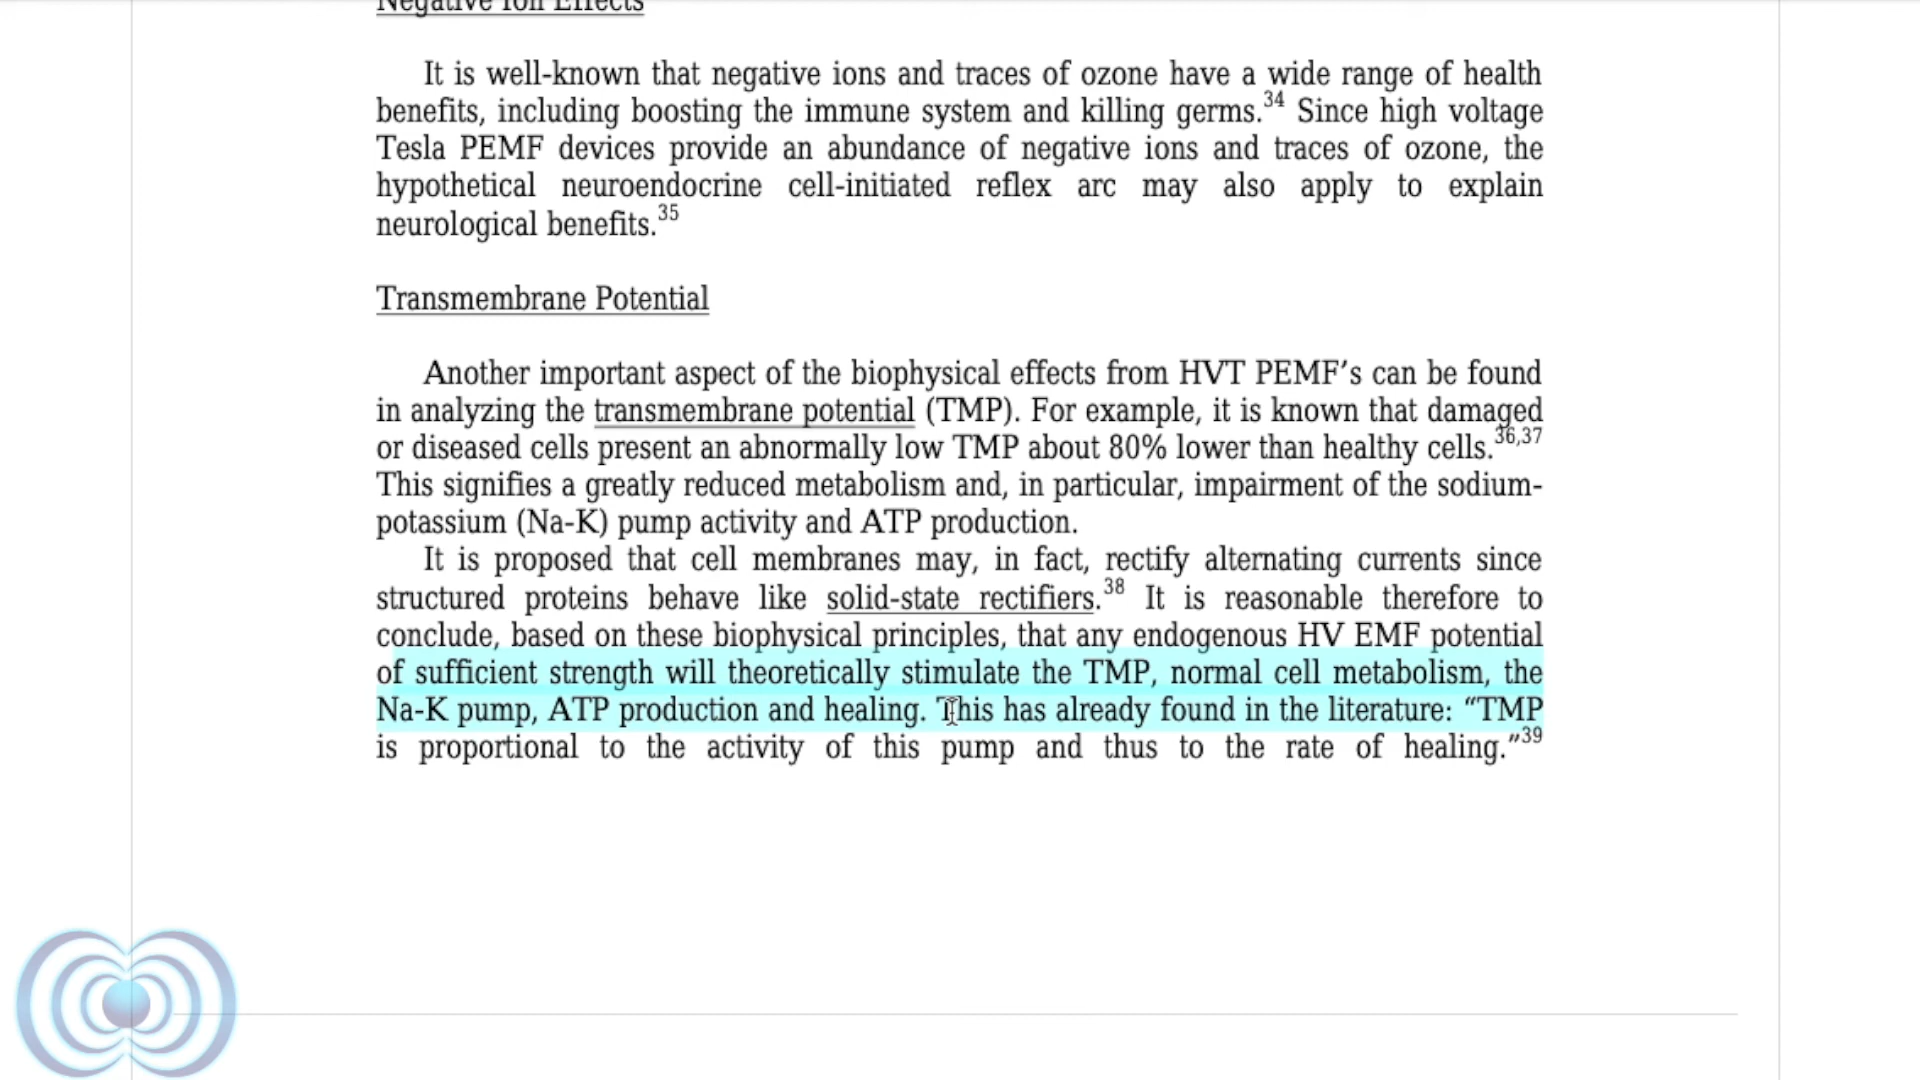 Negative Ion Effects
It is well-known that negative ions and traces of ozone have a wide range of health
benefits, including boosting the immune system and killing germs.34 Since high voltage
Tesla PEMF devices provide an abundance of negative ions and traces of ozone, the
hypothetical neuroendocrine cell-initiated reflex arc may also apply to explain
neurological benefits.35
Transmembrane Potential
Another important aspect of the biophysical effects from HVT PEMF’s can be found
in analyzing the transmembrane potential (TMP). For example, it is known that damaged
or diseased cells present an abnormally low TMP about 80% lower than healthy cells.36,37
This signifies a greatly reduced metabolism and, in particular, impairment of the sodium-
potassium (Na-K) pump activity and ATP production.
It is proposed that cell membranes may, in fact, rectify alternating currents since
structured proteins behave like solid-state rectifiers.38 It is reasonable therefore to
conclude, based on these biophysical principles, that any endogenous HV EMF potential
of sufficient strength will theoretically stimulate the TMP, normal cell metabolism, the
Na-K pump, ATP production and healing. This has already found in the literature: “TMP
is proportional to the activity of this pump and thus to the rate of healing.”39